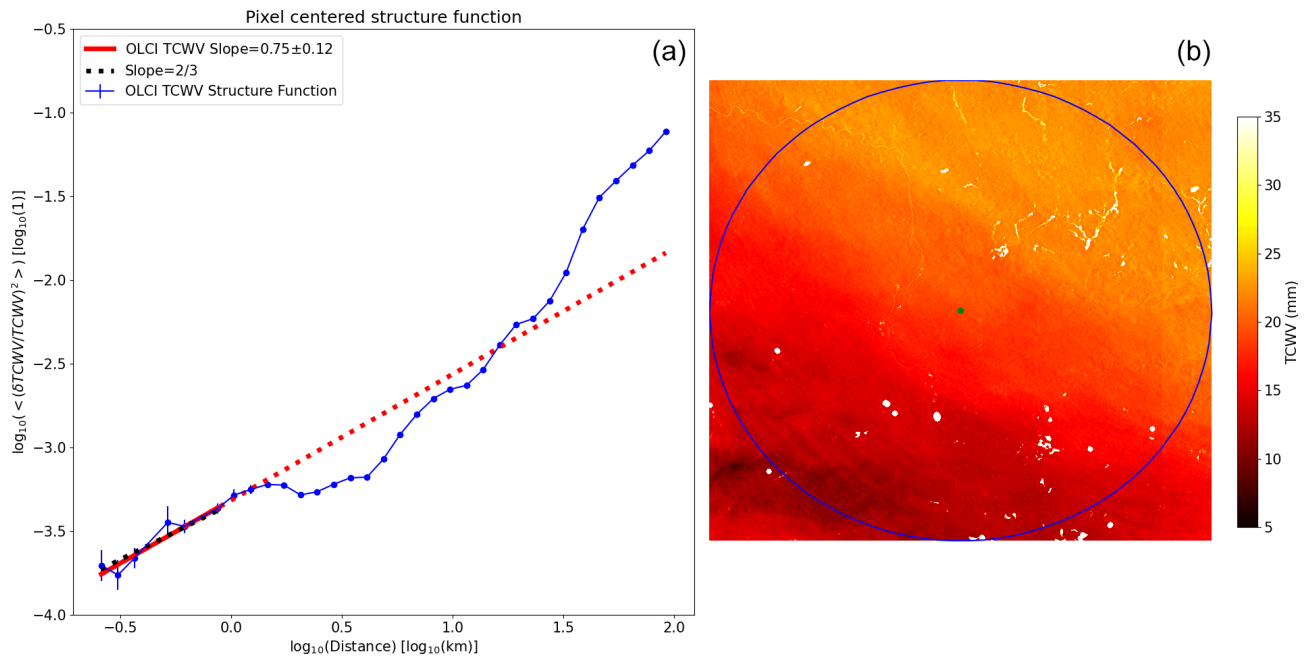 Pixel centered structure function
(a)
OLCI TCWV Slope=0.75±0.12
Slope=2/3
OLCI TCWV Structure Function
−0.5
−1.0
−1.5
−2.0
−2.5
−3.0
−3.5
−4.0
log₁₀(<(δTCWV/TCWV)²>) [log₁₀(1)]
−0.5 0.0 0.5 1.0 1.5 2.0
log₁₀(Distance) [log₁₀(km)]
(b)
35
30
25
20
15
10
5
TCWV (mm)